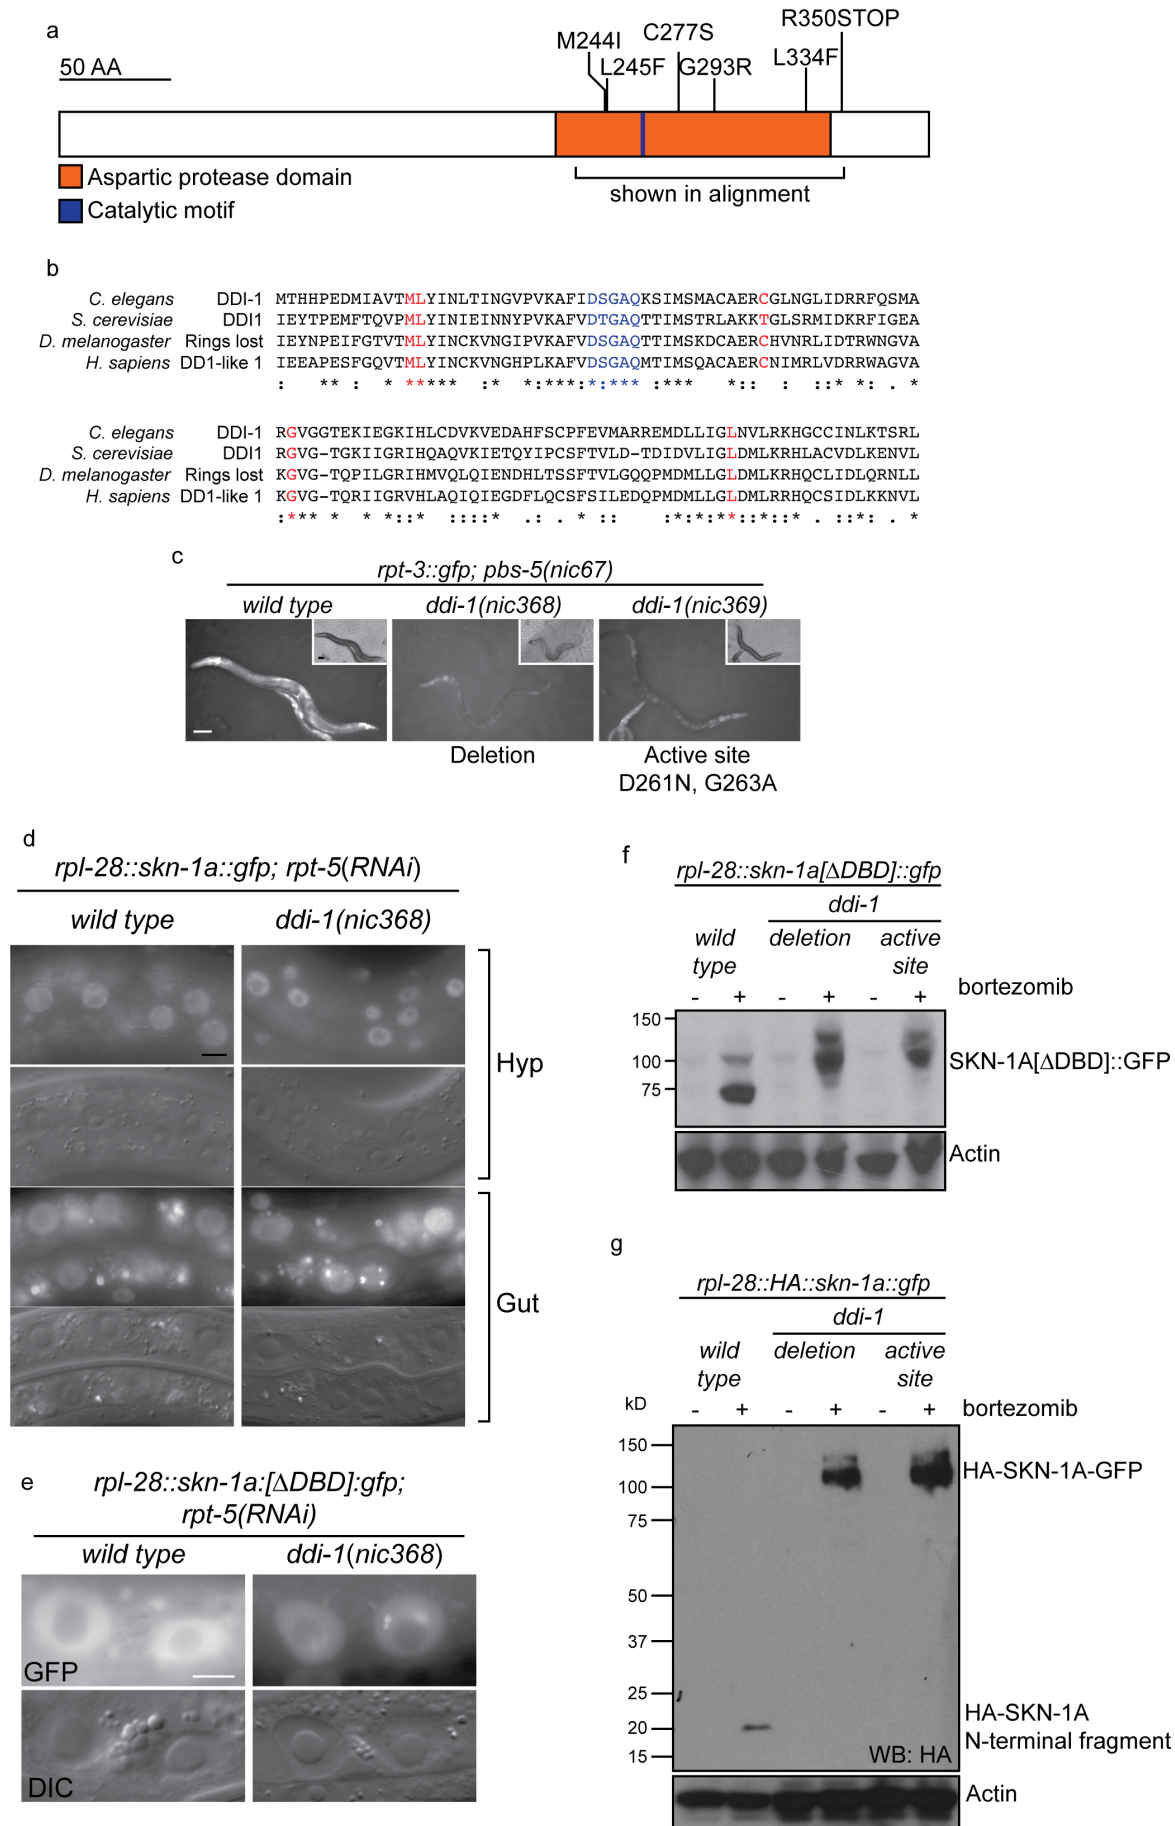 a
50 AA
M244I
L245F
C277S
G293R
L334F
R350STOP
Aspartic protease domain
Catalytic motif
shown in alignment
b
C. elegans DDI-1 MTHHPEDMIAVTMLYINLTINGVPVKAFIDSGAQKSIMSMACAERCGLNGLIDRRFQSMA
S. cerevisiae DDI1 IEYTPEMFTQVPMLYINIEINNYPVKAFVDTGAQTTIMSTRLAKKTGLSRMIDKRFIGEA
D. melanogaster Rings lost IEYNPEIFGTVTMLYINCKVNGIPVKAFVDSGAQTTIMSKDCAERCHVNRLIDTRWNGVA
H. sapiens DD1-like 1 IEEAPESFGQVTMLYINCKVNGHPLKAFVDSGAQMTIMSQACAERCNIMRLVDRRWAGVA
: ** * * ****** :* *:***:*:*** :*** *:: : ::* *: . *
C. elegans DDI-1 RGVGGTEKIEGKIHLCDVKVEDAHFSCPFEVMARREMDLLIGLNVLRKHGCCINLKTSRL
S. cerevisiae DDI1 RGVG-TGKIIGRIHQAQVKIETQYIPCSFTVLD-TDIDVLIGLDMLKRHLACVDLKENVL
D. melanogaster Rings lost KGVG-TQPILGRIHMVQLQIENDHLTSSFTVLGQQPMDMLLGLDMLKRHQCLIDLQRNLL
H. sapiens DD1-like 1 KGVG-TQRIIGRVHLAQIQIEGDFLQCSFSILEDQPMDMLLGLDMLRRHQCSIDLKKNVL
:*** * * *::* ::::* .: . * :: :*:*:**::*::* . ::*: . *
c
rpt-3::gfp; pbs-5(nic67)
wild type ddi-1(nic368) ddi-1(nic369)
Deletion Active site
D261N, G263A
d
rpl-28::skn-1a::gfp; rpt-5(RNAi)
wild type ddi-1(nic368)
Hyp
Gut
e
rpl-28::skn-1a:[ΔDBD]:gfp;
rpt-5(RNAi)
wild type ddi-1(nic368)
GFP
DIC
f
rpl-28::skn-1a[ΔDBD]::gfp
ddi-1
wild type deletion active site
- + - + - + bortezomib
150
100
75
SKN-1A[ΔDBD]::GFP
Actin
g
rpl-28::HA::skn-1a::gfp
ddi-1
wild type deletion active site
kD - + - + - + bortezomib
150
100
75
50
37
25
20
15
HA-SKN-1A-GFP
HA-SKN-1A
N-terminal fragment
WB: HA
Actin